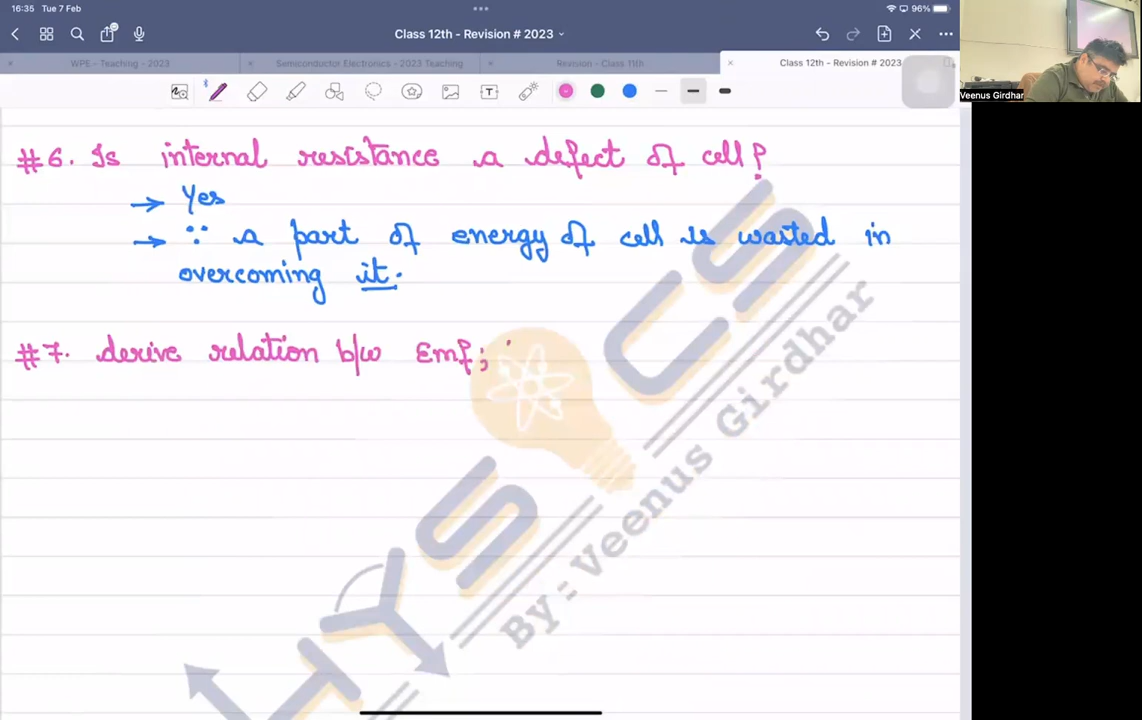 16:35 Tue 7 Feb
96%
Class 12th - Revision # 2023
WPE - Teaching - 2023
Semiconductor Electronics - 2023 Teaching
Revision - Class 11th
Class 12th - Revision # 2023
Veenus Girdhar
#6. Is internal resistance a defect of cell?
→ Yes
→ ∵ a part of energy of cell is wasted in
overcoming it.
#7. derive relation b/w Emf;
HYSICS
By:- Veenus Girdhar